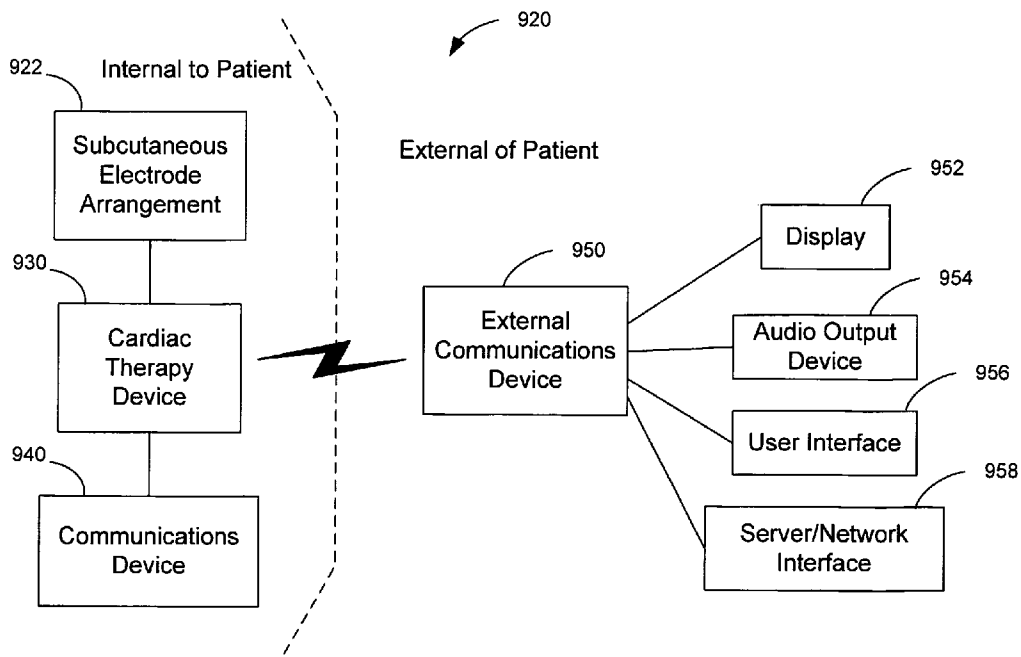 920
922
Internal to Patient
Subcutaneous
Electrode
Arrangement
External of Patient
930
Cardiac
Therapy
Device
940
Communications
Device
950
External
Communications
Device
952
Display
954
Audio Output
Device
956
User Interface
958
Server/Network
Interface